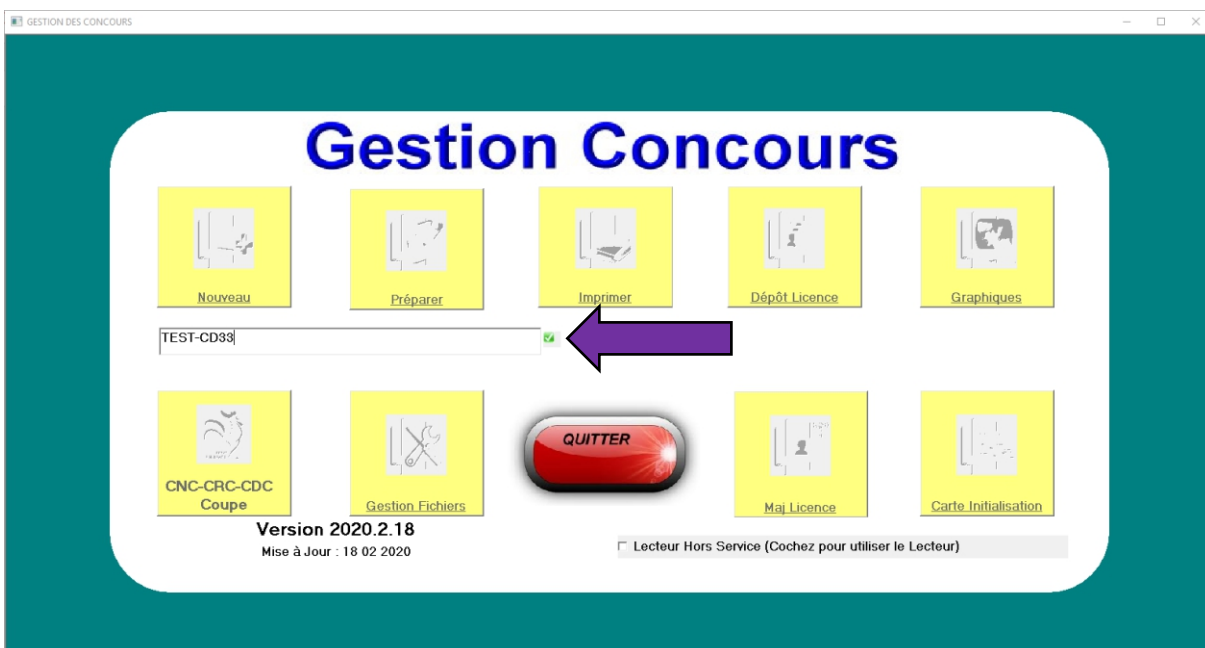 GESTION DES CONCOURS
Gestion Concours
Nouveau
Préparer
Imprimer
Dépôt Licence
Graphiques
TEST-CD33
CNC-CRC-CDC
Coupe
Gestion Fichiers
QUITTER
Maj Licence
Carte Initialisation
Version 2020.2.18
Mise à Jour : 18 02 2020
Lecteur Hors Service (Cochez pour utiliser le Lecteur)